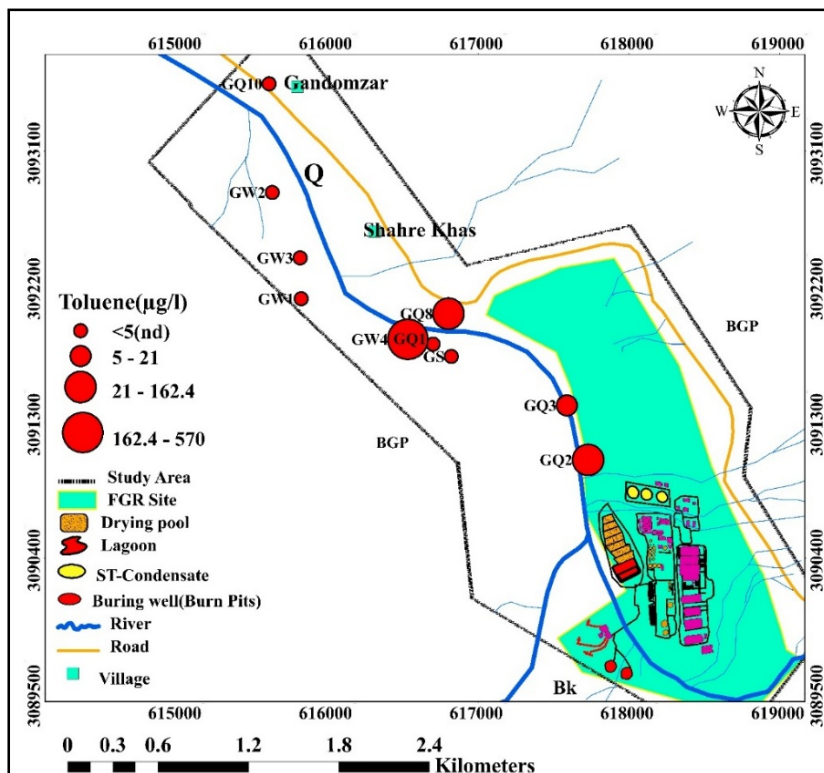 615000 616000 617000 618000 619000
GQ10 Gandomzar
N
W E
S
3093100 3093100
Q
GW2
Shahre Khas
GW3
3092200 3092200
GW1
Toluene(µg/l)
GQ8
<5(nd)
GW4 GQ1
GS
BGP
5 - 21
21 - 162.4
GQ3
3091300 3091300
162.4 - 570
BGP
GQ2
Study Area
FGR Site
Drying pool
Lagoon
3090400 3090400
ST-Condensate
Buring well(Burn Pits)
River
Road
Village
Bk
3089500 3089500
615000 616000 617000 618000 619000
0 0.3 0.6 1.2 1.8 2.4
Kilometers